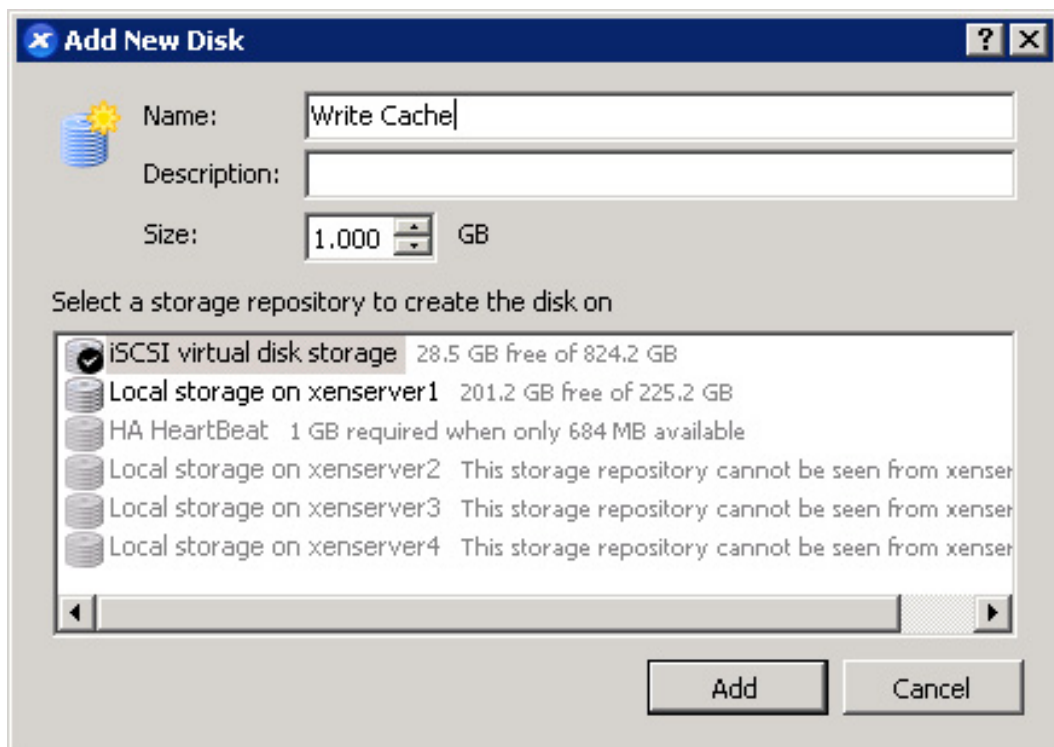 Add New Disk
Name: Write Cache
Description:
Size: 1.000 GB
Select a storage repository to create the disk on
iSCSI virtual disk storage 28.5 GB free of 824.2 GB
Local storage on xenserver1 201.2 GB free of 225.2 GB
HA HeartBeat 1 GB required when only 684 MB available
Local storage on xenserver2 This storage repository cannot be seen from xenser
Local storage on xenserver3 This storage repository cannot be seen from xenser
Local storage on xenserver4 This storage repository cannot be seen from xenser
Add Cancel